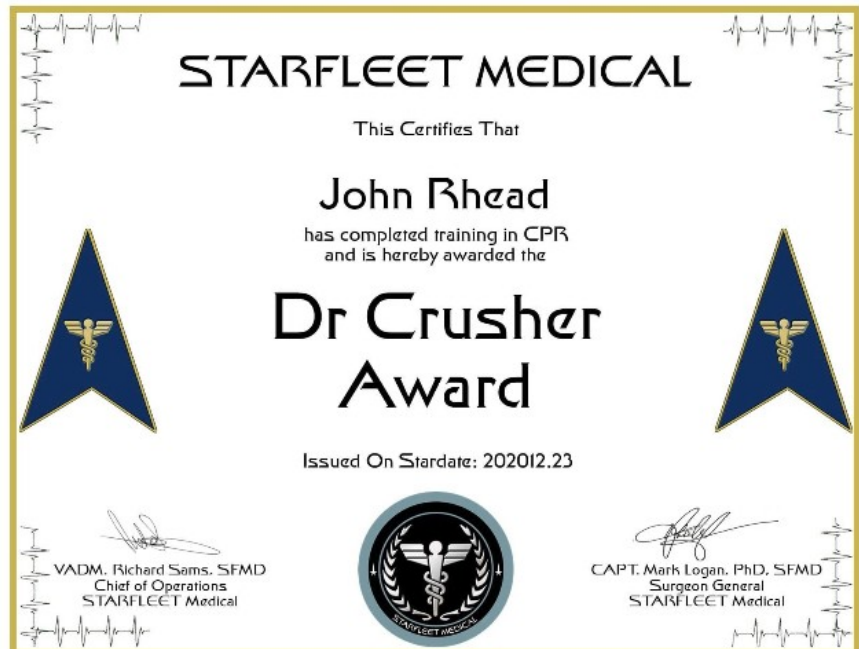 STARFLEET MEDICAL
This Certifies That
John Rhead
has completed training in CPR
and is hereby awarded the
Dr Crusher
Award
Issued On Stardate: 202012.23
VADM. Richard Sams, SFMD
Chief of Operations
STARFLEET Medical
STARFLEET MEDICAL
CAPT. Mark Logan, PhD, SFMD
Surgeon General
STARFLEET Medical